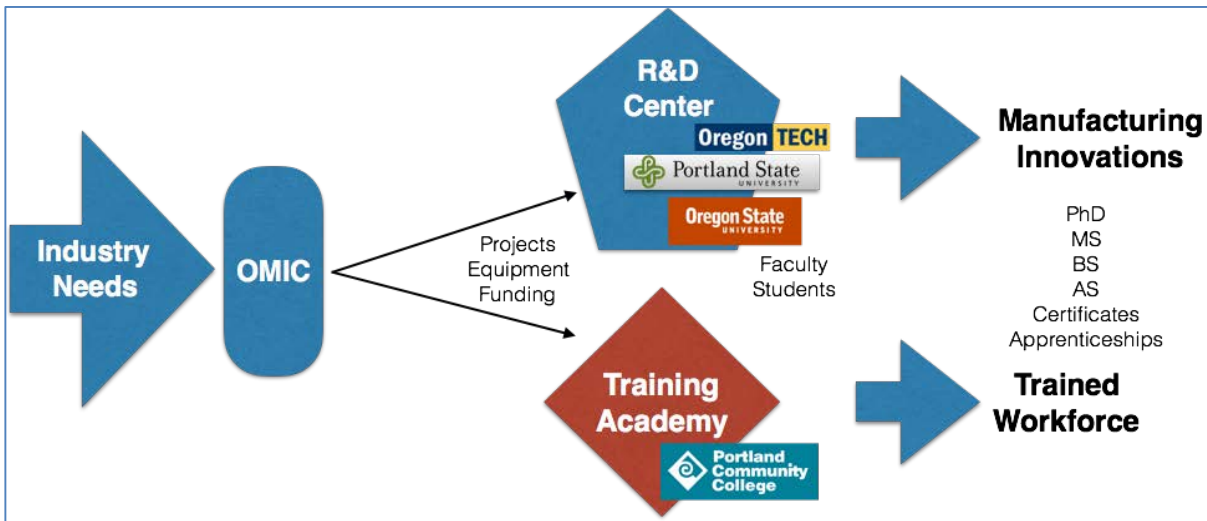 Industry
Needs
OMIC
Projects
Equipment
Funding
R&D
Center
Oregon TECH
Portland State
UNIVERSITY
Oregon State
UNIVERSITY
Faculty
Students
Training
Academy
Portland
Community
College
Manufacturing
Innovations
PhD
MS
BS
AS
Certificates
Apprenticeships
Trained
Workforce